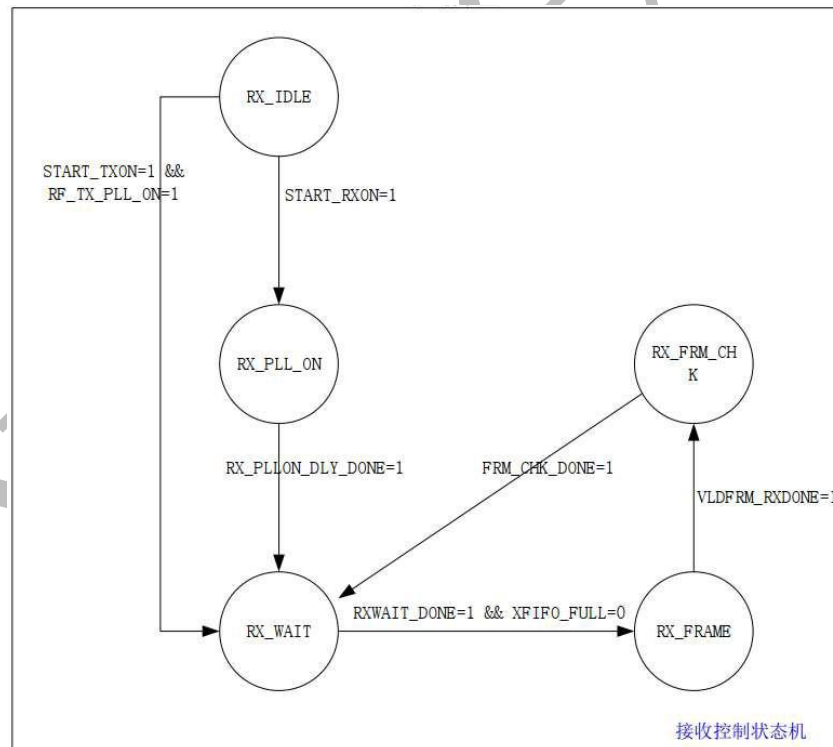 RX_IDLE
START_TXON=1 &&
RF_TX_PLL_ON=1
START_RXON=1
RX_PLL_ON
RX_FRM_CH
K
RX_PLLON_DLY_DONE=1
FRM_CHK_DONE=1
VLDFRM_RXDONE=1
RX_WAIT
RXWAIT_DONE=1 && XFIFO_FULL=0
RX_FRAME
接收控制状态机